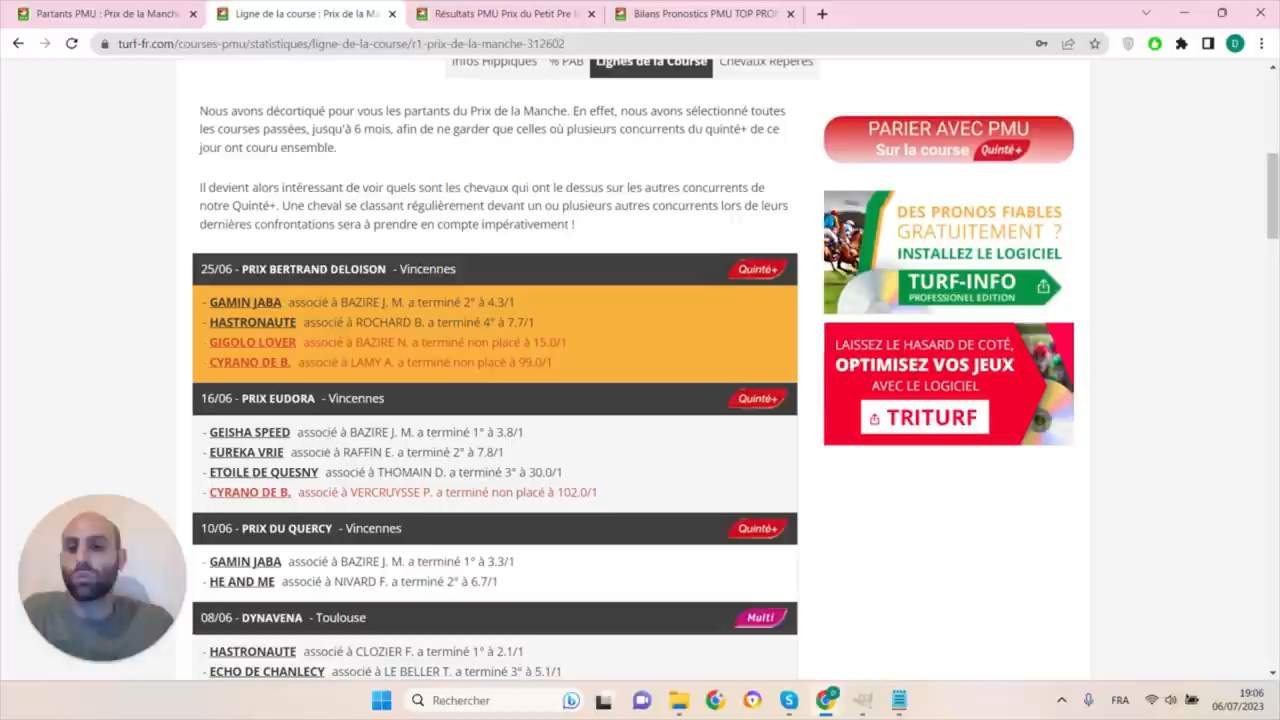 Partants PMU : Prix de la Manche
Ligne de la course : Prix de la Ma
Résultats PMU Prix du Petit Pre
Bilans Pronostics PMU TOP PRO
turf-fr.com/courses-pmu/statistiques/ligne-de-la-course/r1-prix-de-la-manche-312602
D
Infos Hippiques % PAB Lignes de la Course Chevaux Repérés
Nous avons décortiqué pour vous les partants du Prix de la Manche. En effet, nous avons sélectionné toutes
les courses passées, jusqu'à 6 mois, afin de ne garder que celles où plusieurs concurrents du quinté+ de ce
jour ont couru ensemble.
Il devient alors intéressant de voir quels sont les chevaux qui ont le dessus sur les autres concurrents de
notre Quinté+. Une cheval se classant régulièrement devant un ou plusieurs autres concurrents lors de leurs
dernières confrontations sera à prendre en compte impérativement !
25/06 - PRIX BERTRAND DELOISON - Vincennes Quinté+
- GAMIN JABA associé à BAZIRE J. M. a terminé 2° à 4.3/1
- HASTRONAUTE associé à ROCHARD B. a terminé 4° à 7.7/1
- GIGOLO LOVER associé à BAZIRE N. a terminé non placé à 15.0/1
- CYRANO DE B. associé à LAMY A. a terminé non placé à 99.0/1
16/06 - PRIX EUDORA - Vincennes Quinté+
- GEISHA SPEED associé à BAZIRE J. M. a terminé 1° à 3.8/1
- EUREKA VRIE associé à RAFFIN E. a terminé 2° à 7.8/1
- ETOILE DE QUESNY associé à THOMAIN D. a terminé 3° à 30.0/1
- CYRANO DE B. associé à VERCRUYSSE P. a terminé non placé à 102.0/1
10/06 - PRIX DU QUERCY - Vincennes Quinté+
- GAMIN JABA associé à BAZIRE J. M. a terminé 1° à 3.3/1
- HE AND ME associé à NIVARD F. a terminé 2° à 6.7/1
08/06 - DYNAVENA - Toulouse Multi
- HASTRONAUTE associé à CLOZIER F. a terminé 1° à 2.1/1
- ECHO DE CHANLECY associé à LE BELLER T. a terminé 3° à 5.1/1
PARIER AVEC PMU
Sur la course Quinté+
DES PRONOS FIABLES
GRATUITEMENT ?
INSTALLEZ LE LOGICIEL
TURF-INFO
PROFESSIONEL EDITION
LAISSEZ LE HASARD DE COTÉ,
OPTIMISEZ VOS JEUX
AVEC LE LOGICIEL
TRITURF
Rechercher
FRA
19:06
06/07/2023